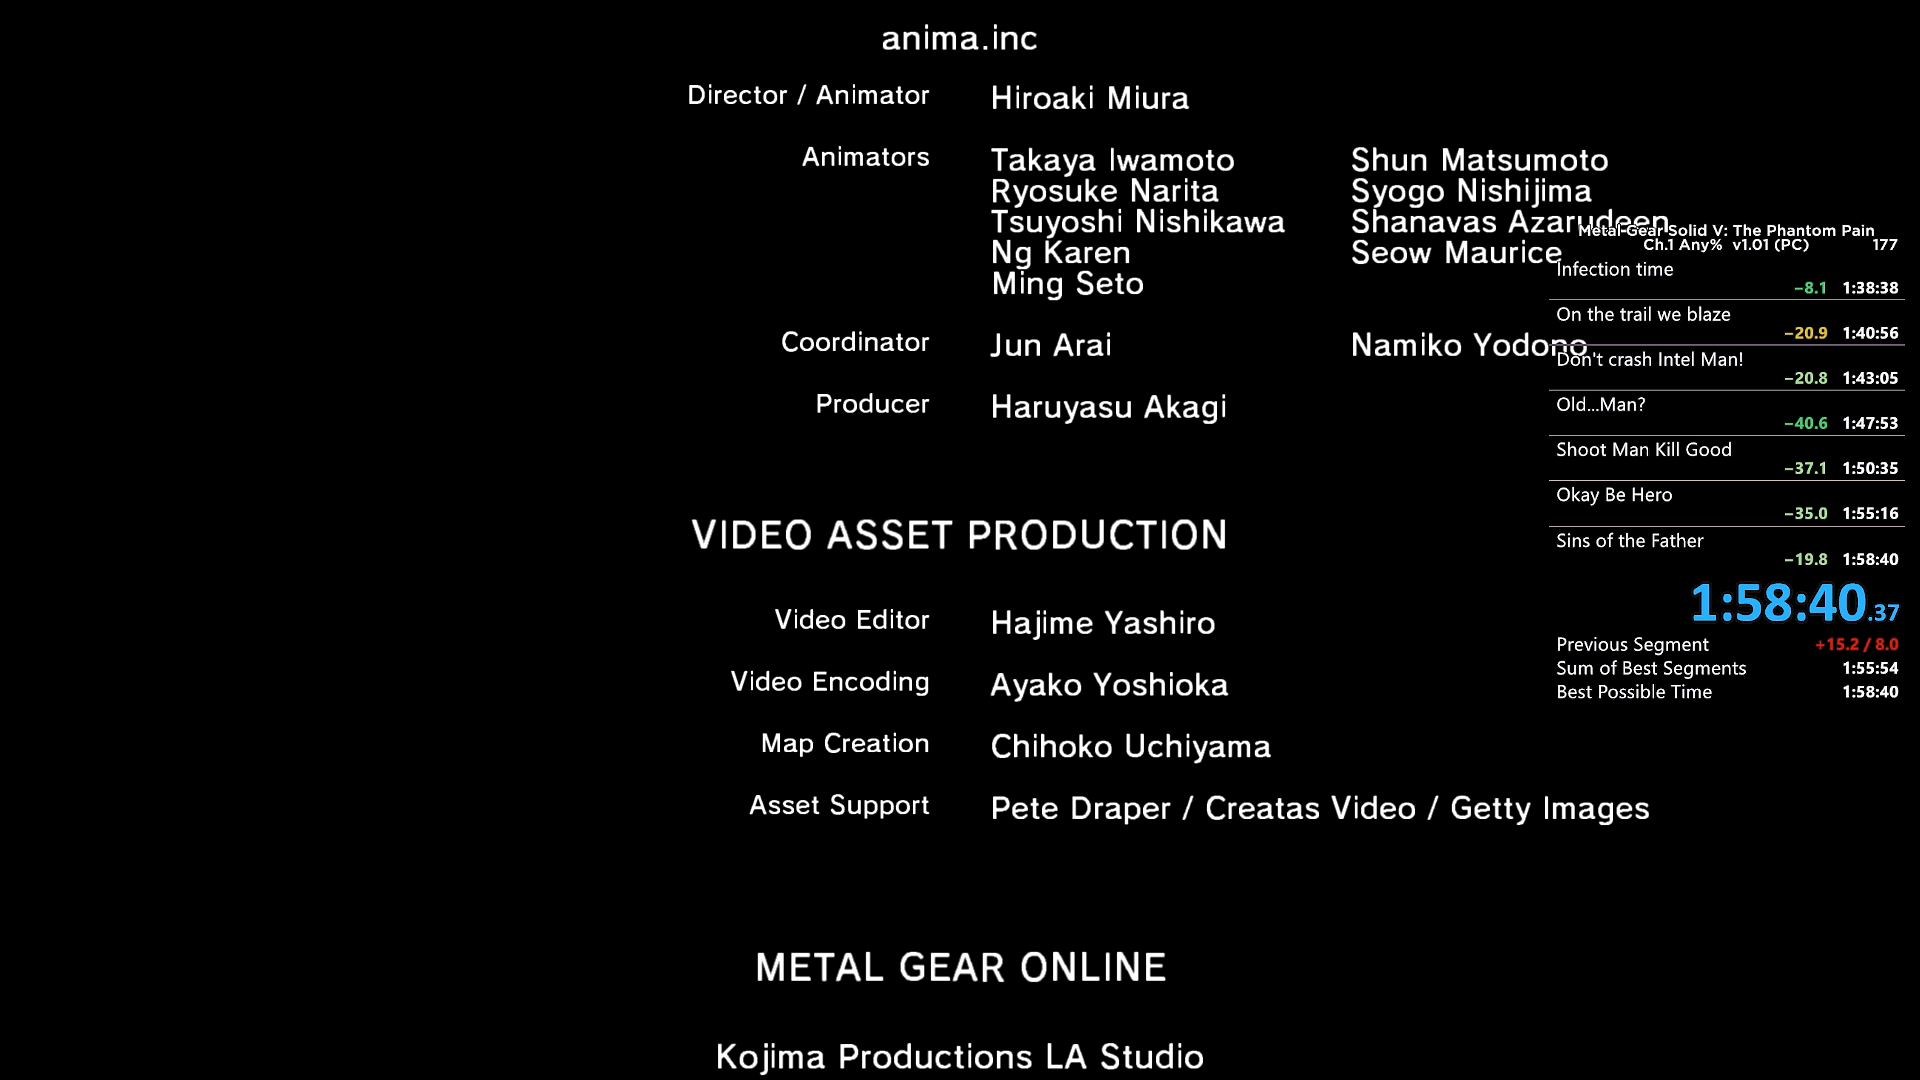 anima.inc
Director / Animator Hiroaki Miura
Animators Takaya Iwamoto Shun Matsumoto
Ryosuke Narita Syogo Nishijima
Tsuyoshi Nishikawa Shanavas Azarudeen
Ng Karen Seow Maurice
Ming Seto
Coordinator Jun Arai Namiko Yodono
Producer Haruyasu Akagi
VIDEO ASSET PRODUCTION
Video Editor Hajime Yashiro
Video Encoding Ayako Yoshioka
Map Creation Chihoko Uchiyama
Asset Support Pete Draper / Creatas Video / Getty Images
METAL GEAR ONLINE
Kojima Productions LA Studio
Metal Gear Solid V: The Phantom Pain
Ch.1 Any% v1.01 (PC) 177
Infection time
−8.1 1:38:38
On the trail we blaze
−20.9 1:40:56
Don't crash Intel Man!
−20.8 1:43:05
Old...Man?
−40.6 1:47:53
Shoot Man Kill Good
−37.1 1:50:35
Okay Be Hero
−35.0 1:55:16
Sins of the Father
−19.8 1:58:40
1:58:40.37
Previous Segment +15.2 / 8.0
Sum of Best Segments 1:55:54
Best Possible Time 1:58:40